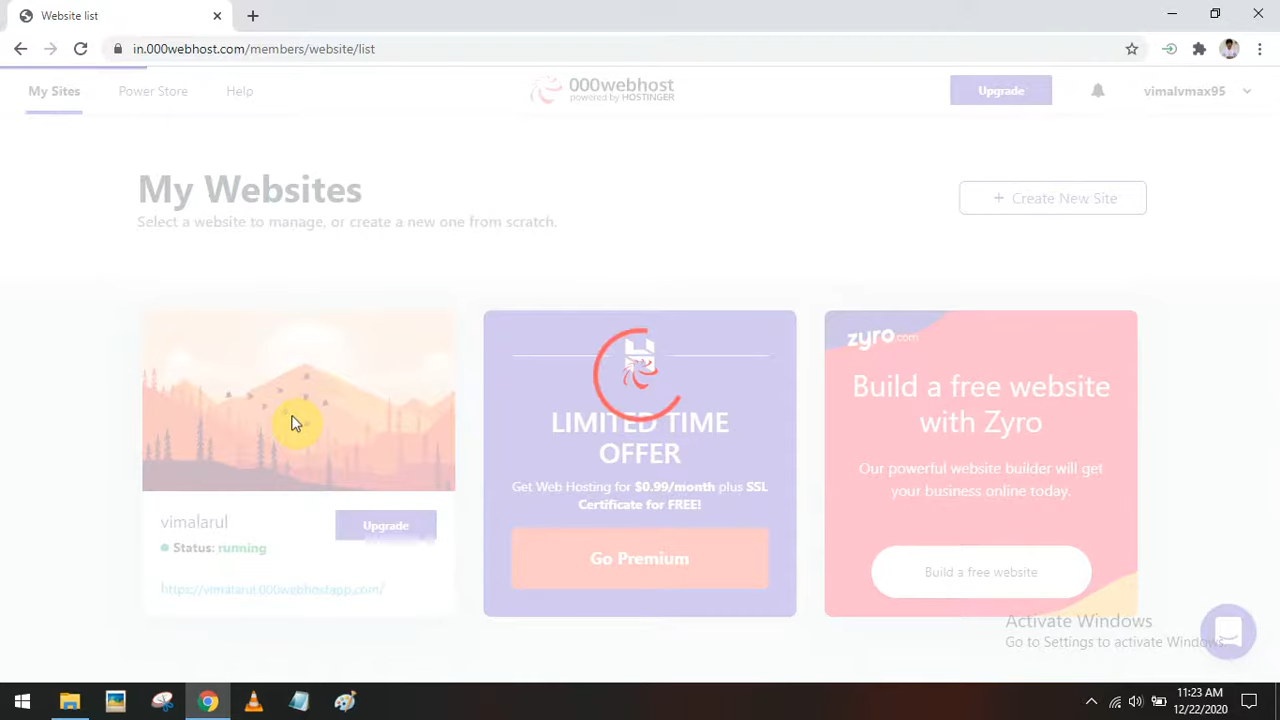 Website list
in.000webhost.com/members/website/list
My Sites
Power Store
Help
000webhost
powered by HOSTINGER
Upgrade
vimalvmax95
My Websites
Select a website to manage, or create a new one from scratch.
+ Create New Site
vimalarul
Upgrade
Status: running
https://vimalarul.000webhostapp.com/
LIMITED TIME
OFFER
Get Web Hosting for $0.99/month plus SSL
Certificate for FREE!
Go Premium
zyro.com
Build a free website
with Zyro
Our powerful website builder will get
your business online today.
Build a free website
Activate Windows
Go to Settings to activate Windows.
11:23 AM
12/22/2020